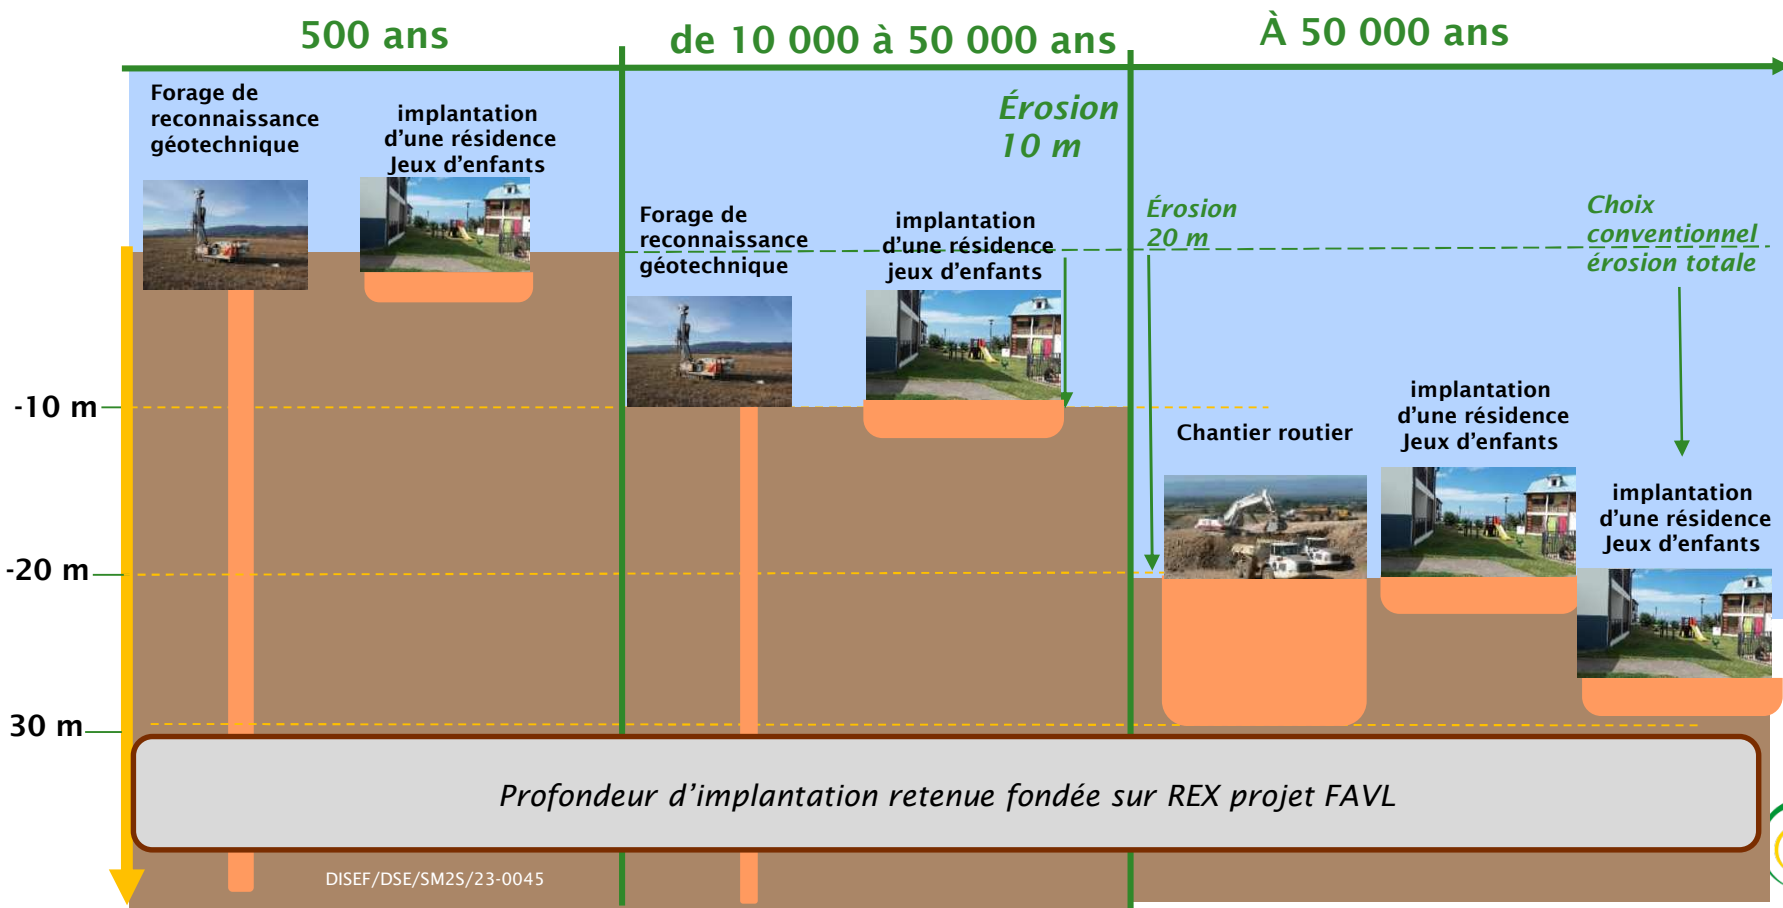 500 ans
de 10 000 à 50 000 ans
À 50 000 ans
Forage de
reconnaissance
géotechnique
implantation
d'une résidence
Jeux d'enfants
Érosion
10 m
Forage de
reconnaissance
géotechnique
implantation
d'une résidence
jeux d'enfants
Érosion
20 m
Choix
conventionnel
érosion totale
-10 m
Chantier routier
implantation
d'une résidence
Jeux d'enfants
implantation
d'une résidence
Jeux d'enfants
-20 m
30 m
Profondeur d'implantation retenue fondée sur REX projet FAVL
DISEF/DSE/SM2S/23-0045